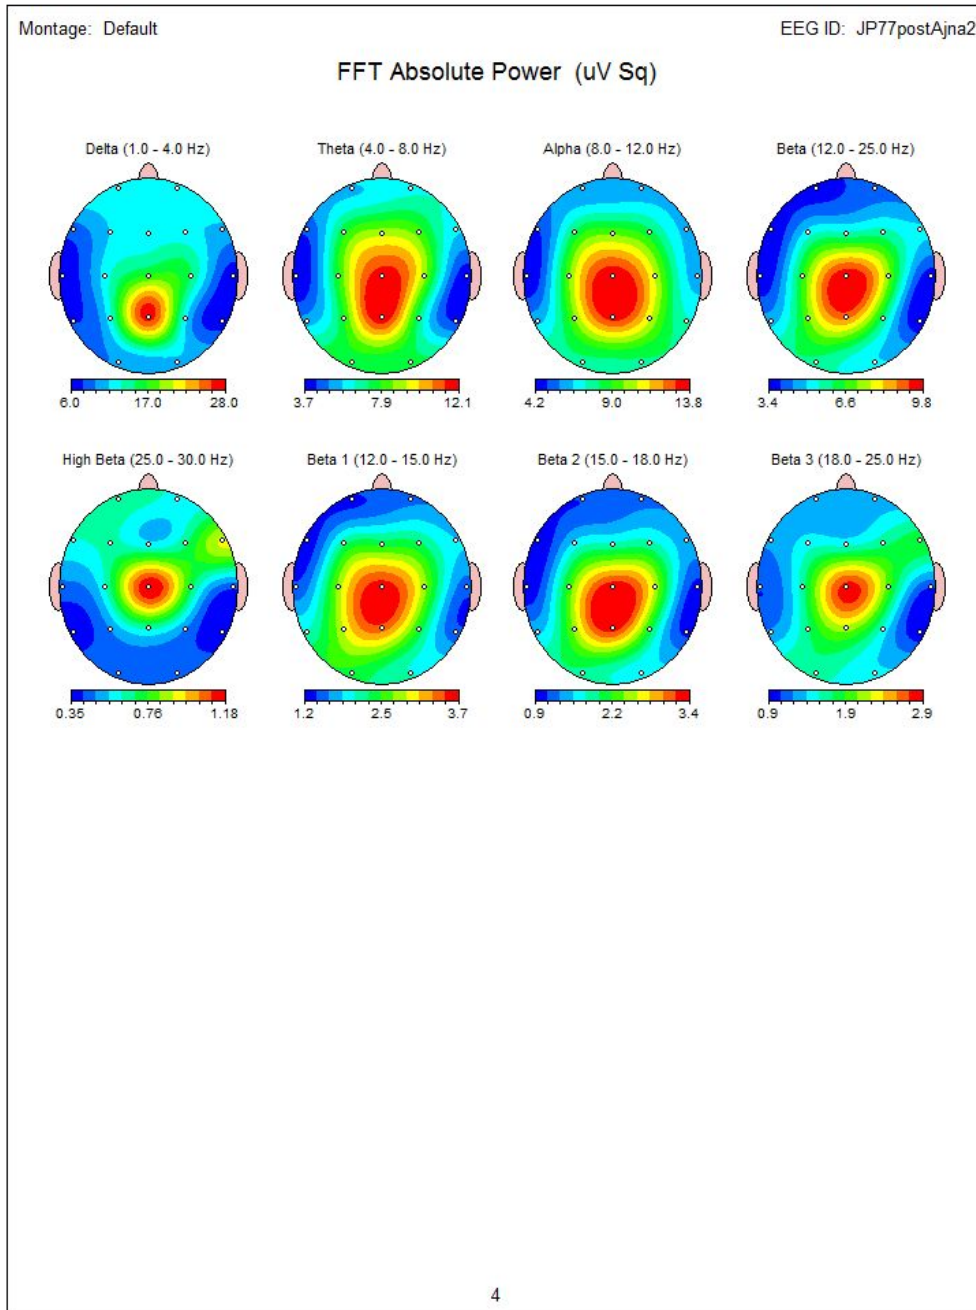 Montage: Default EEG ID: JP77postAjna2
FFT Absolute Power (uV Sq)
Delta (1.0 - 4.0 Hz) Theta (4.0 - 8.0 Hz) Alpha (8.0 - 12.0 Hz) Beta (12.0 - 25.0 Hz)
6.0 17.0 28.0 3.7 7.9 12.1 4.2 9.0 13.8 3.4 6.6 9.8
High Beta (25.0 - 30.0 Hz) Beta 1 (12.0 - 15.0 Hz) Beta 2 (15.0 - 18.0 Hz) Beta 3 (18.0 - 25.0 Hz)
0.35 0.76 1.18 1.2 2.5 3.7 0.9 2.2 3.4 0.9 1.9 2.9
4